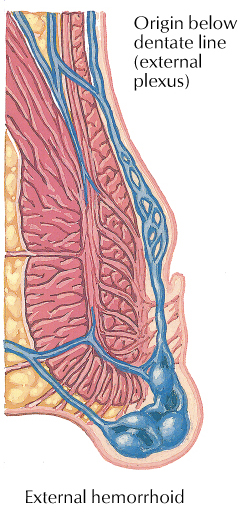 Origin below
dentate line
(external
plexus)
External hemorrhoid